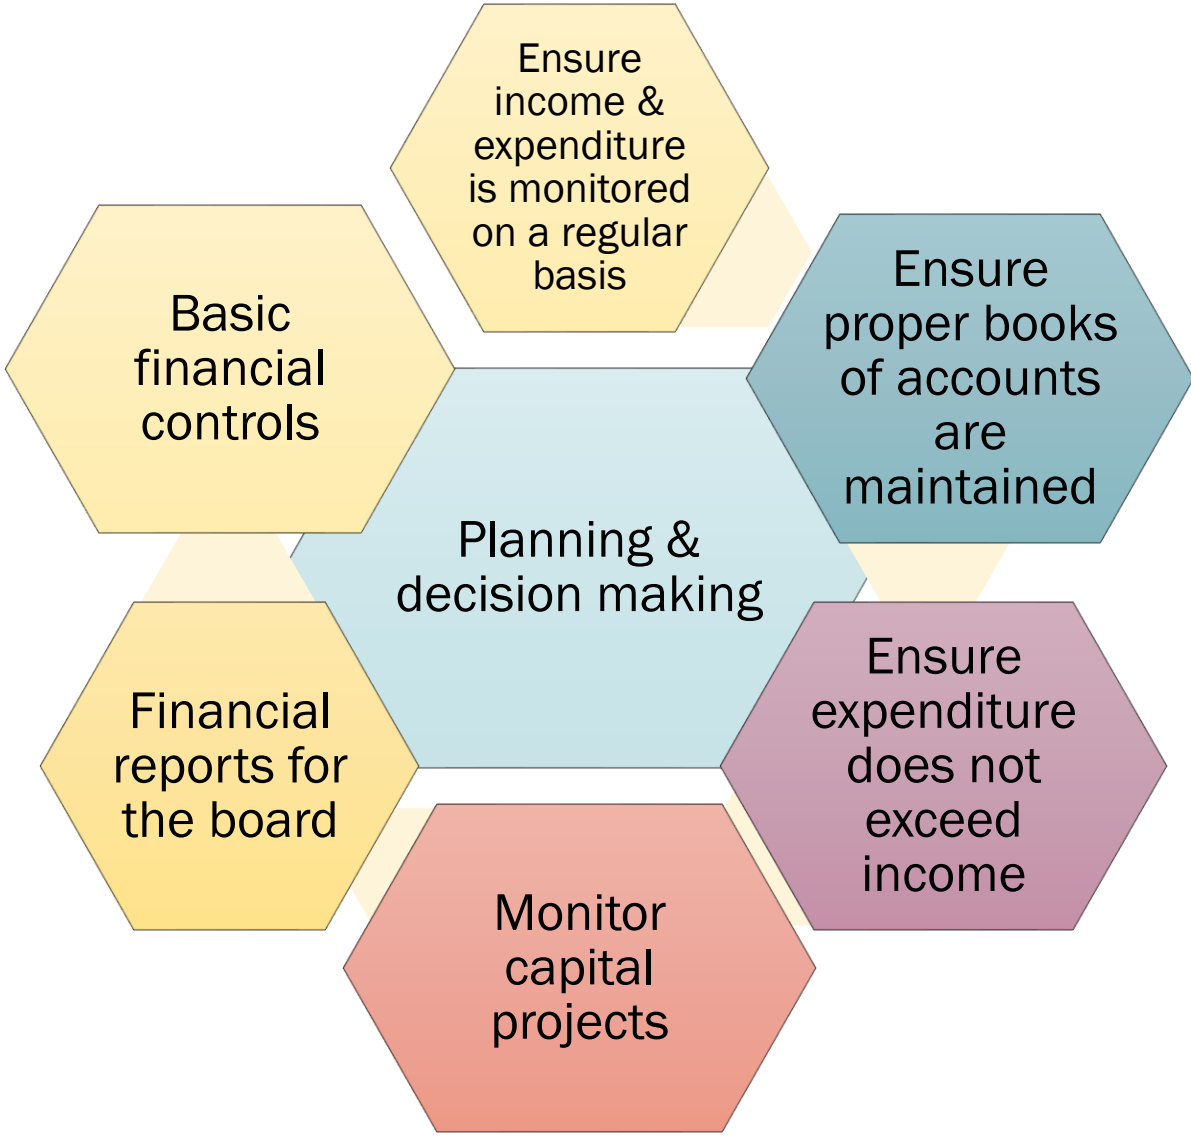 Ensure
income &
expenditure
is monitored
on a regular
basis
Ensure
proper books
of accounts
are
maintained
Basic
financial
controls
Planning &
decision making
Ensure
expenditure
does not
exceed
income
Financial
reports for
the board
Monitor
capital
projects